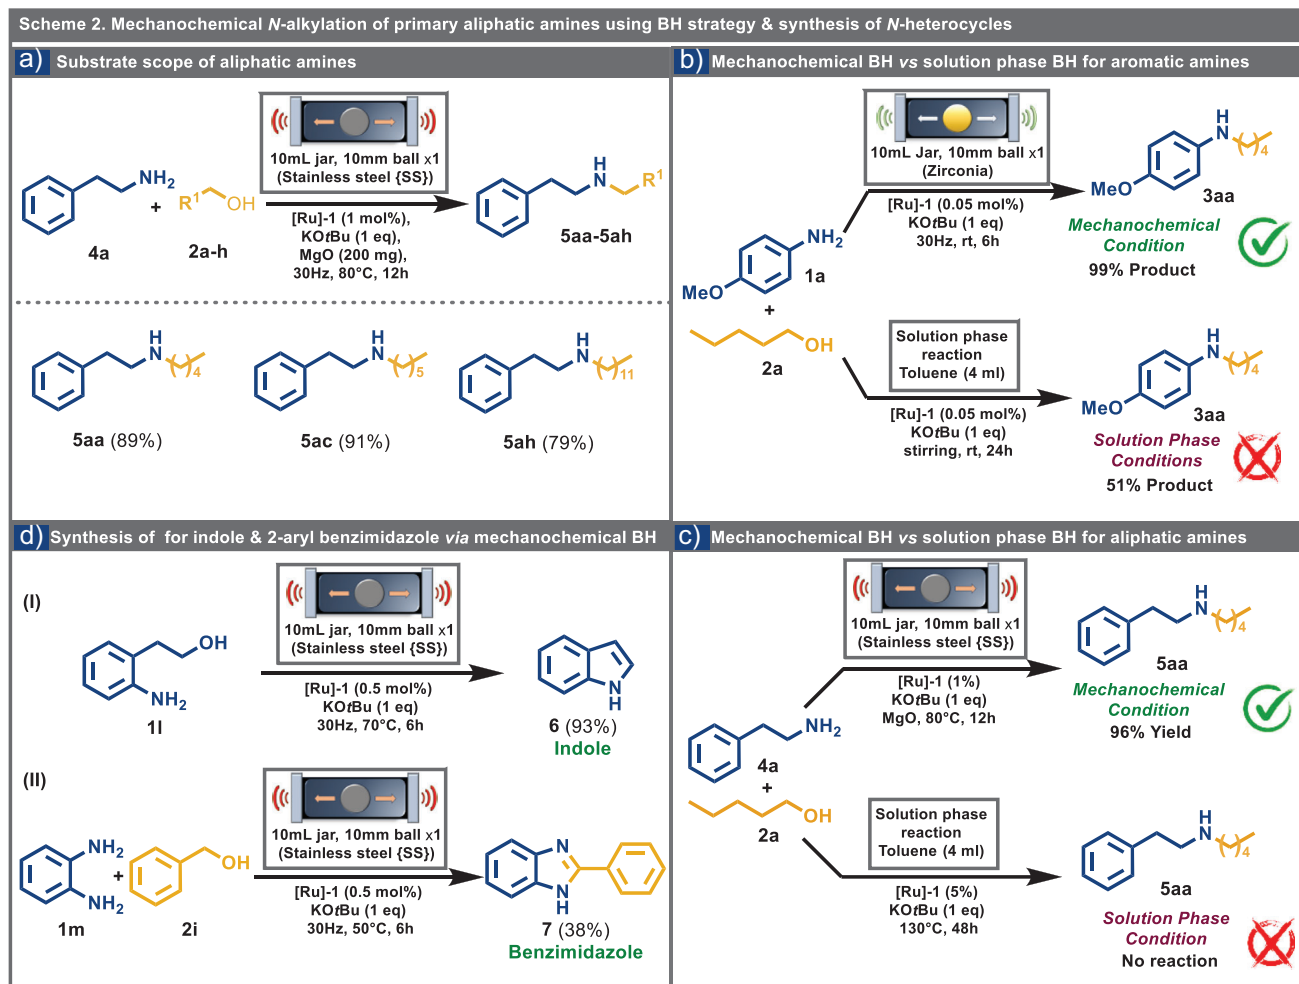 Scheme 2. Mechanochemical N-alkylation of primary aliphatic amines using BH strategy & synthesis of N-heterocycles
a) Substrate scope of aliphatic amines
10mL jar, 10mm ball x1
(Stainless steel {SS})
NH2
+
R1
OH
4a
2a-h
[Ru]-1 (1 mol%),
KOtBu (1 eq),
MgO (200 mg),
30Hz, 80°C, 12h
H
N
R1
5aa-5ah
H
N
4
5aa (89%)
H
N
5
5ac (91%)
H
N
11
5ah (79%)
b) Mechanochemical BH vs solution phase BH for aromatic amines
10mL Jar, 10mm ball x1
(Zirconia)
[Ru]-1 (0.05 mol%)
KOtBu (1 eq)
30Hz, rt, 6h
H
N
4
MeO
3aa
Mechanochemical
Condition
99% Product
NH2
MeO
1a
+
OH
2a
Solution phase
reaction
Toluene (4 ml)
[Ru]-1 (0.05 mol%)
KOtBu (1 eq)
stirring, rt, 24h
H
N
4
MeO
3aa
Solution Phase
Conditions
51% Product
d) Synthesis of for indole & 2-aryl benzimidazole via mechanochemical BH
(I)
10mL jar, 10mm ball x1
(Stainless steel {SS})
OH
NH2
1l
[Ru]-1 (0.5 mol%)
KOtBu (1 eq)
30Hz, 70°C, 6h
N
H
6 (93%)
Indole
(II)
10mL jar, 10mm ball x1
(Stainless steel {SS})
NH2
NH2
+
OH
1m
2i
[Ru]-1 (0.5 mol%)
KOtBu (1 eq)
30Hz, 50°C, 6h
N
N
H
7 (38%)
Benzimidazole
c) Mechanochemical BH vs solution phase BH for aliphatic amines
10mL jar, 10mm ball x1
(Stainless steel {SS})
[Ru]-1 (1%)
KOtBu (1 eq)
MgO, 80°C, 12h
H
N
4
5aa
Mechanochemical
Condition
96% Yield
NH2
4a
+
OH
2a
Solution phase
reaction
Toluene (4 ml)
[Ru]-1 (5%)
KOtBu (1 eq)
130°C, 48h
H
N
4
5aa
Solution Phase
Condition
No reaction